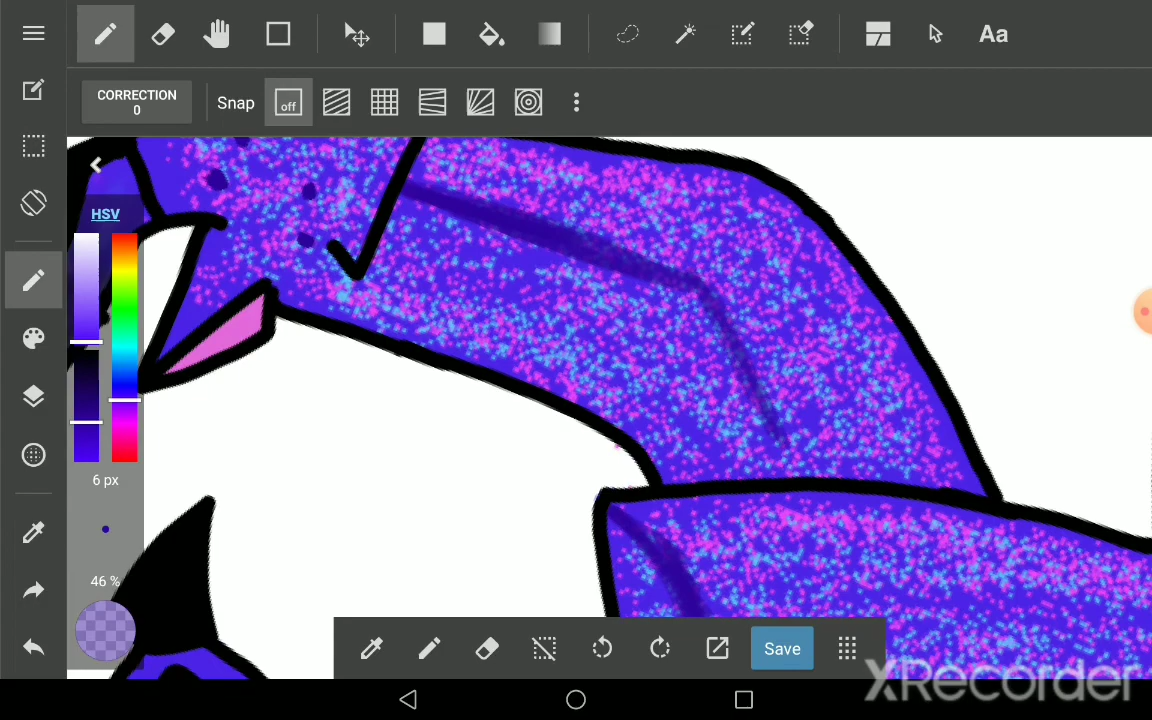 Aa
CORRECTION
0
Snap
off
HSV
6 px
46 %
Save
XRecorder